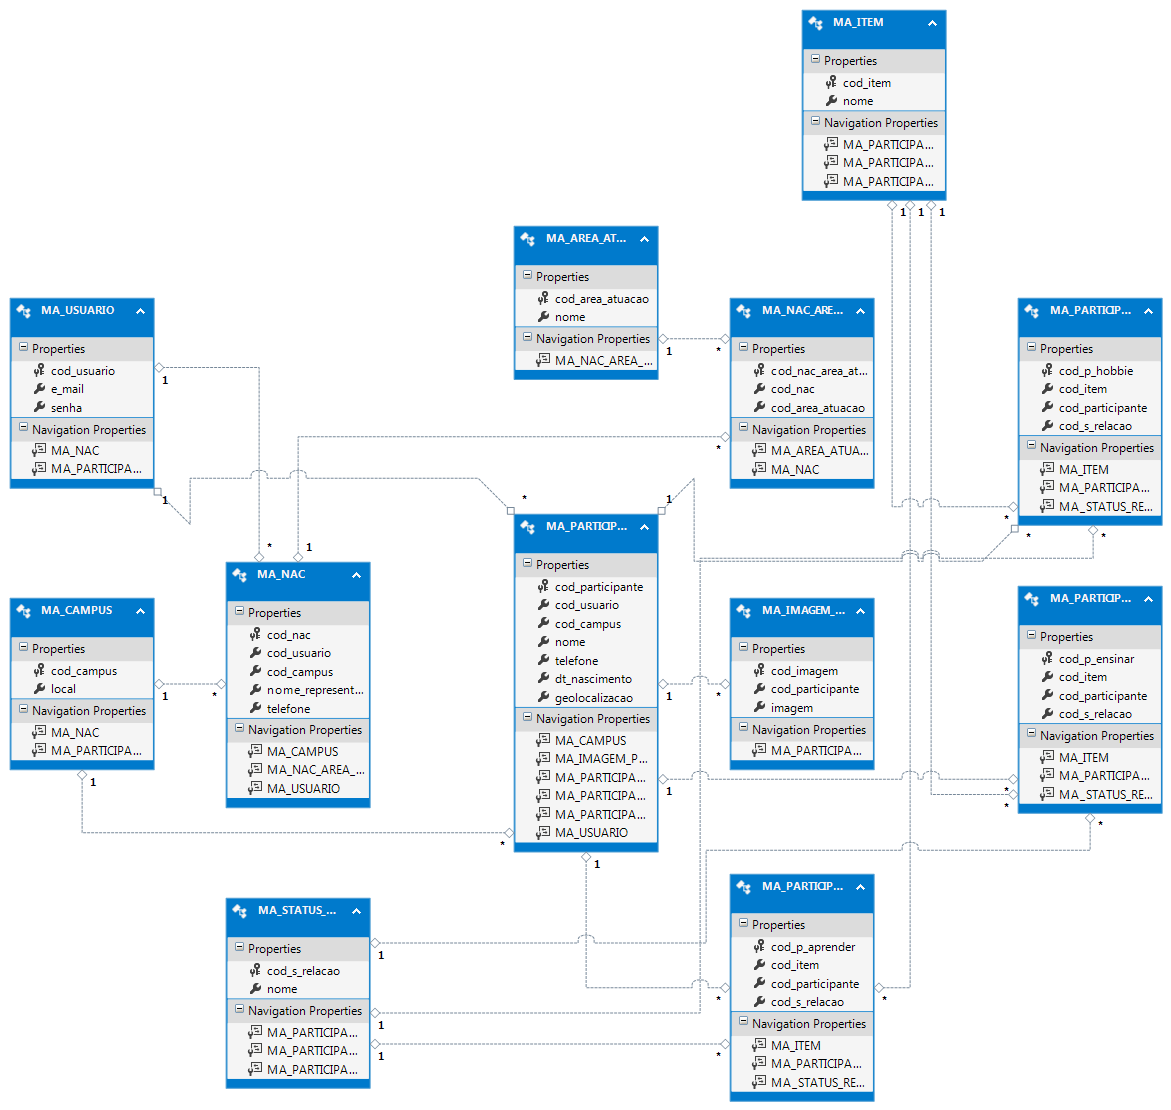 MA_ITEM
Properties
cod_item
nome
Navigation Properties
MA_PARTICIPA...
MA_PARTICIPA...
MA_PARTICIPA...
1
1
1
MA_AREA_AT...
Properties
cod_area_atuacao
nome
Navigation Properties
MA_NAC_AREA_...
1
*
MA_USUARIO
Properties
cod_usuario
e_mail
senha
Navigation Properties
MA_NAC
MA_PARTICIPA...
1
1
MA_NAC_ARE...
Properties
cod_nac_area_at...
cod_nac
cod_area_atuacao
Navigation Properties
MA_AREA_ATUA...
MA_NAC
*
MA_PARTICIP...
Properties
cod_p_hobbie
cod_item
cod_participante
cod_s_relacao
Navigation Properties
MA_ITEM
MA_PARTICIPA...
MA_STATUS_RE...
*
*
*
*
1
*
1
MA_NAC
Properties
cod_nac
cod_usuario
cod_campus
nome_represent...
telefone
Navigation Properties
MA_CAMPUS
MA_NAC_AREA_...
MA_USUARIO
MA_CAMPUS
Properties
cod_campus
local
Navigation Properties
MA_NAC
MA_PARTICIPA...
1
*
1
*
MA_PARTICIP...
Properties
cod_participante
cod_usuario
cod_campus
nome
telefone
dt_nascimento
geolocalizacao
Navigation Properties
MA_CAMPUS
MA_IMAGEM_P...
MA_PARTICIPA...
MA_PARTICIPA...
MA_PARTICIPA...
MA_USUARIO
1
*
1
1
MA_IMAGEM_...
Properties
cod_imagem
cod_participante
imagem
Navigation Properties
MA_PARTICIPA...
MA_PARTICIP...
Properties
cod_p_ensinar
cod_item
cod_participante
cod_s_relacao
Navigation Properties
MA_ITEM
MA_PARTICIPA...
MA_STATUS_RE...
*
*
*
MA_STATUS_...
Properties
cod_s_relacao
nome
Navigation Properties
MA_PARTICIPA...
MA_PARTICIPA...
MA_PARTICIPA...
1
1
1
MA_PARTICIP...
Properties
cod_p_aprender
cod_item
cod_participante
cod_s_relacao
Navigation Properties
MA_ITEM
MA_PARTICIPA...
MA_STATUS_RE...
*
*
*